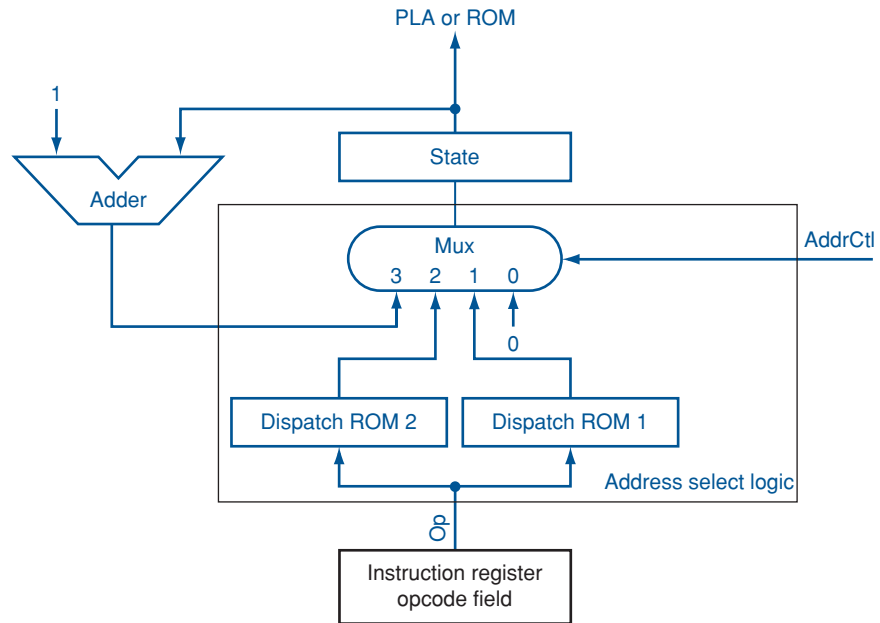 PLA or ROM
1
State
Adder
Mux
AddrCtl
3 2 1 0
0
Dispatch ROM 2
Dispatch ROM 1
Address select logic
Op
Instruction register
opcode field